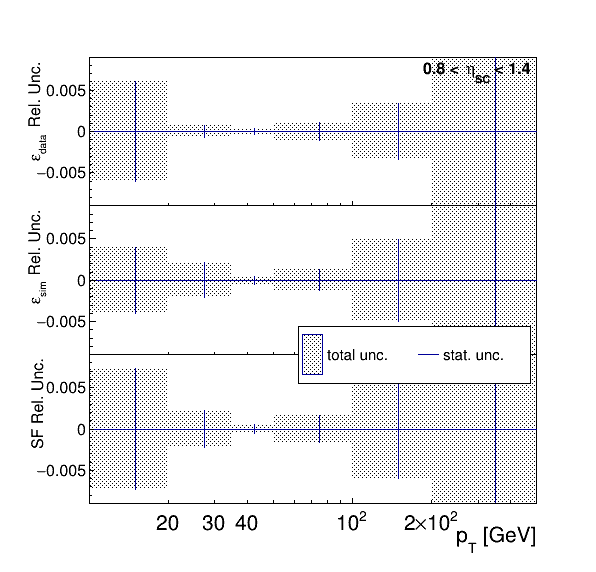 0.8 < η_SC < 1.4
ε_data Rel. Unc.
0.005
0
−0.005
ε_sim Rel. Unc.
0.005
0
−0.005
total unc.
stat. unc.
SF Rel. Unc.
0.005
0
−0.005
20 30 40 10² 2×10²
p_T [GeV]